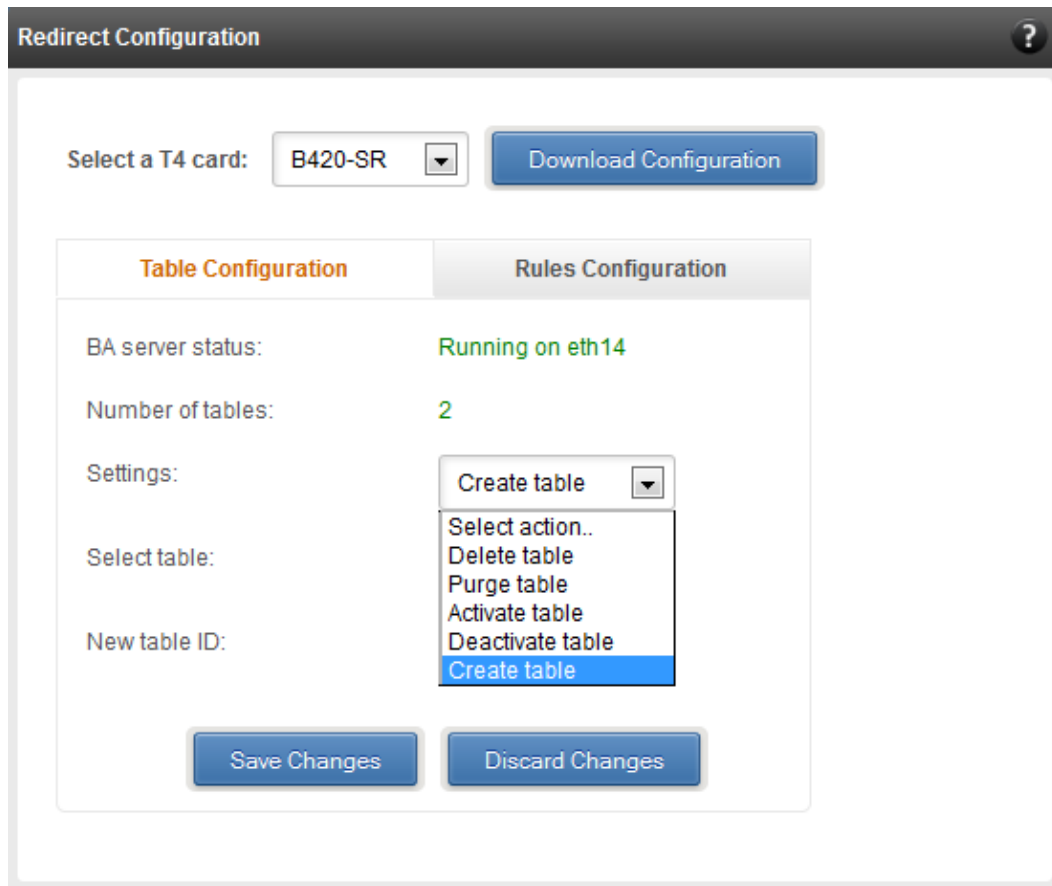 Redirect Configuration ?
Select a T4 card: B420-SR Download Configuration
Table Configuration Rules Configuration
BA server status: Running on eth14
Number of tables: 2
Settings: Create table
Select action..
Delete table
Select table:
Purge table
Activate table
New table ID: Deactivate table
Create table
Save Changes Discard Changes